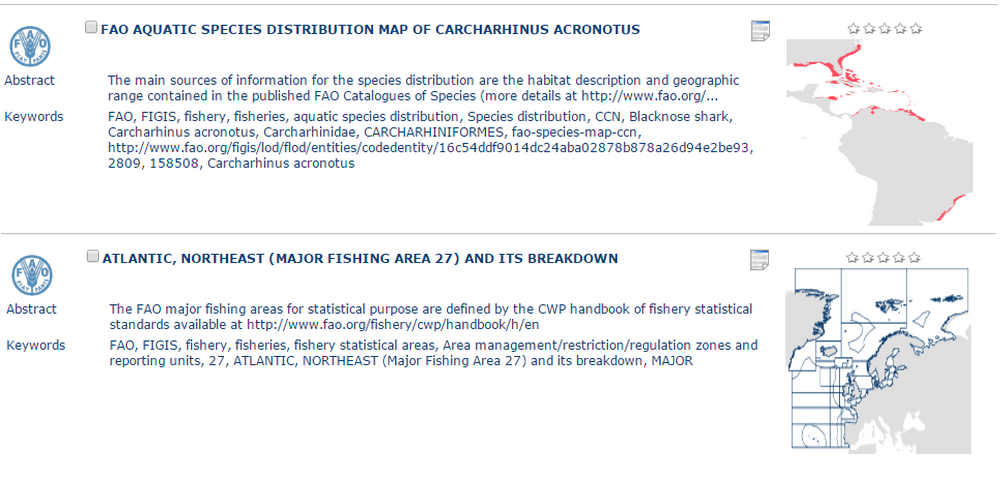 FAO AQUATIC SPECIES DISTRIBUTION MAP OF CARCHARHINUS ACRONOTUS
F A O
FIAT PANIS
Abstract
The main sources of information for the species distribution are the habitat description and geographic
range contained in the published FAO Catalogues of Species (more details at http://www.fao.org/...
Keywords
FAO, FIGIS, fishery, fisheries, aquatic species distribution, Species distribution, CCN, Blacknose shark,
Carcharhinus acronotus, Carcharhinidae, CARCHARHINIFORMES, fao-species-map-ccn,
http://www.fao.org/figis/lod/flod/entities/codedentity/16c54ddf9014dc24aba02878b878a26d94e2be93,
2809, 158508, Carcharhinus acronotus
ATLANTIC, NORTHEAST (MAJOR FISHING AREA 27) AND ITS BREAKDOWN
F A O
FIAT PANIS
Abstract
The FAO major fishing areas for statistical purpose are defined by the CWP handbook of fishery statistical
standards available at http://www.fao.org/fishery/cwp/handbook/h/en
Keywords
FAO, FIGIS, fishery, fisheries, fishery statistical areas, Area management/restriction/regulation zones and
reporting units, 27, ATLANTIC, NORTHEAST (Major Fishing Area 27) and its breakdown, MAJOR